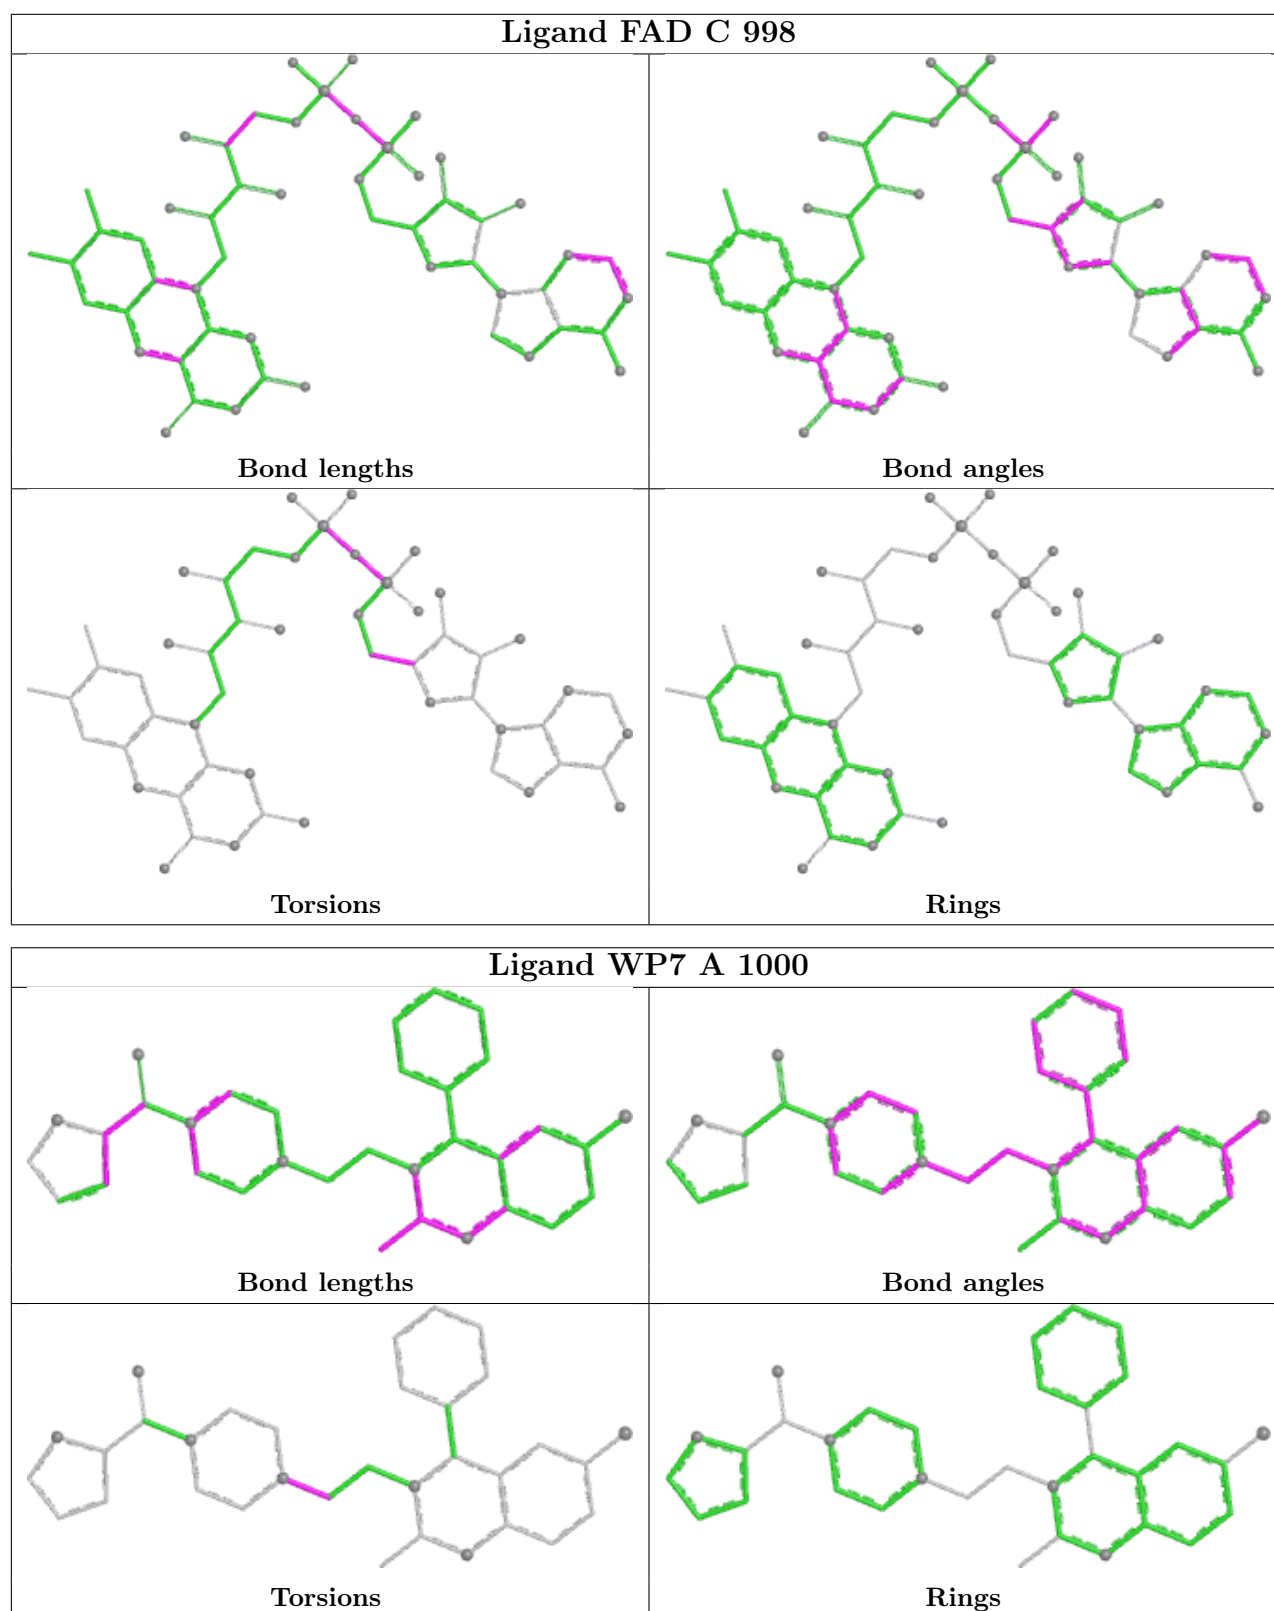 Ligand FAD C 998
Bond lengths
Bond angles
Torsions
Rings
Ligand WP7 A 1000
Bond lengths
Bond angles
Torsions
Rings